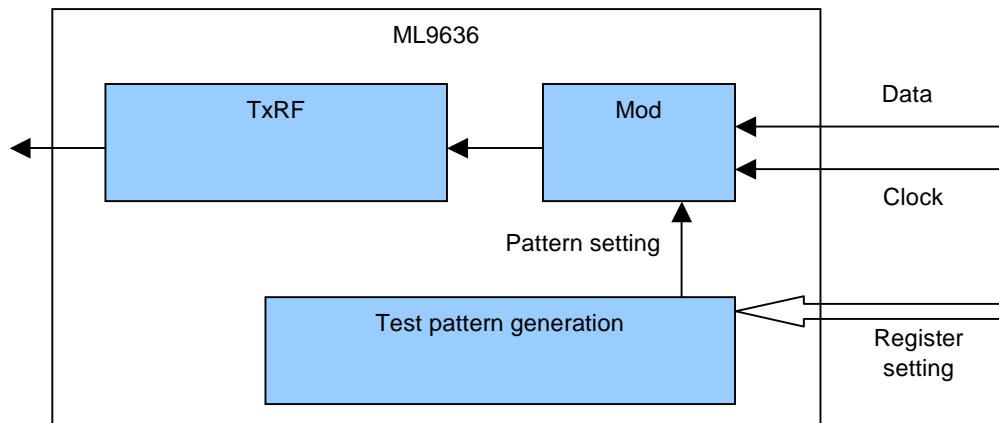 ML9636
TxRF
Mod
Data
Clock
Pattern setting
Test pattern generation
Register
setting